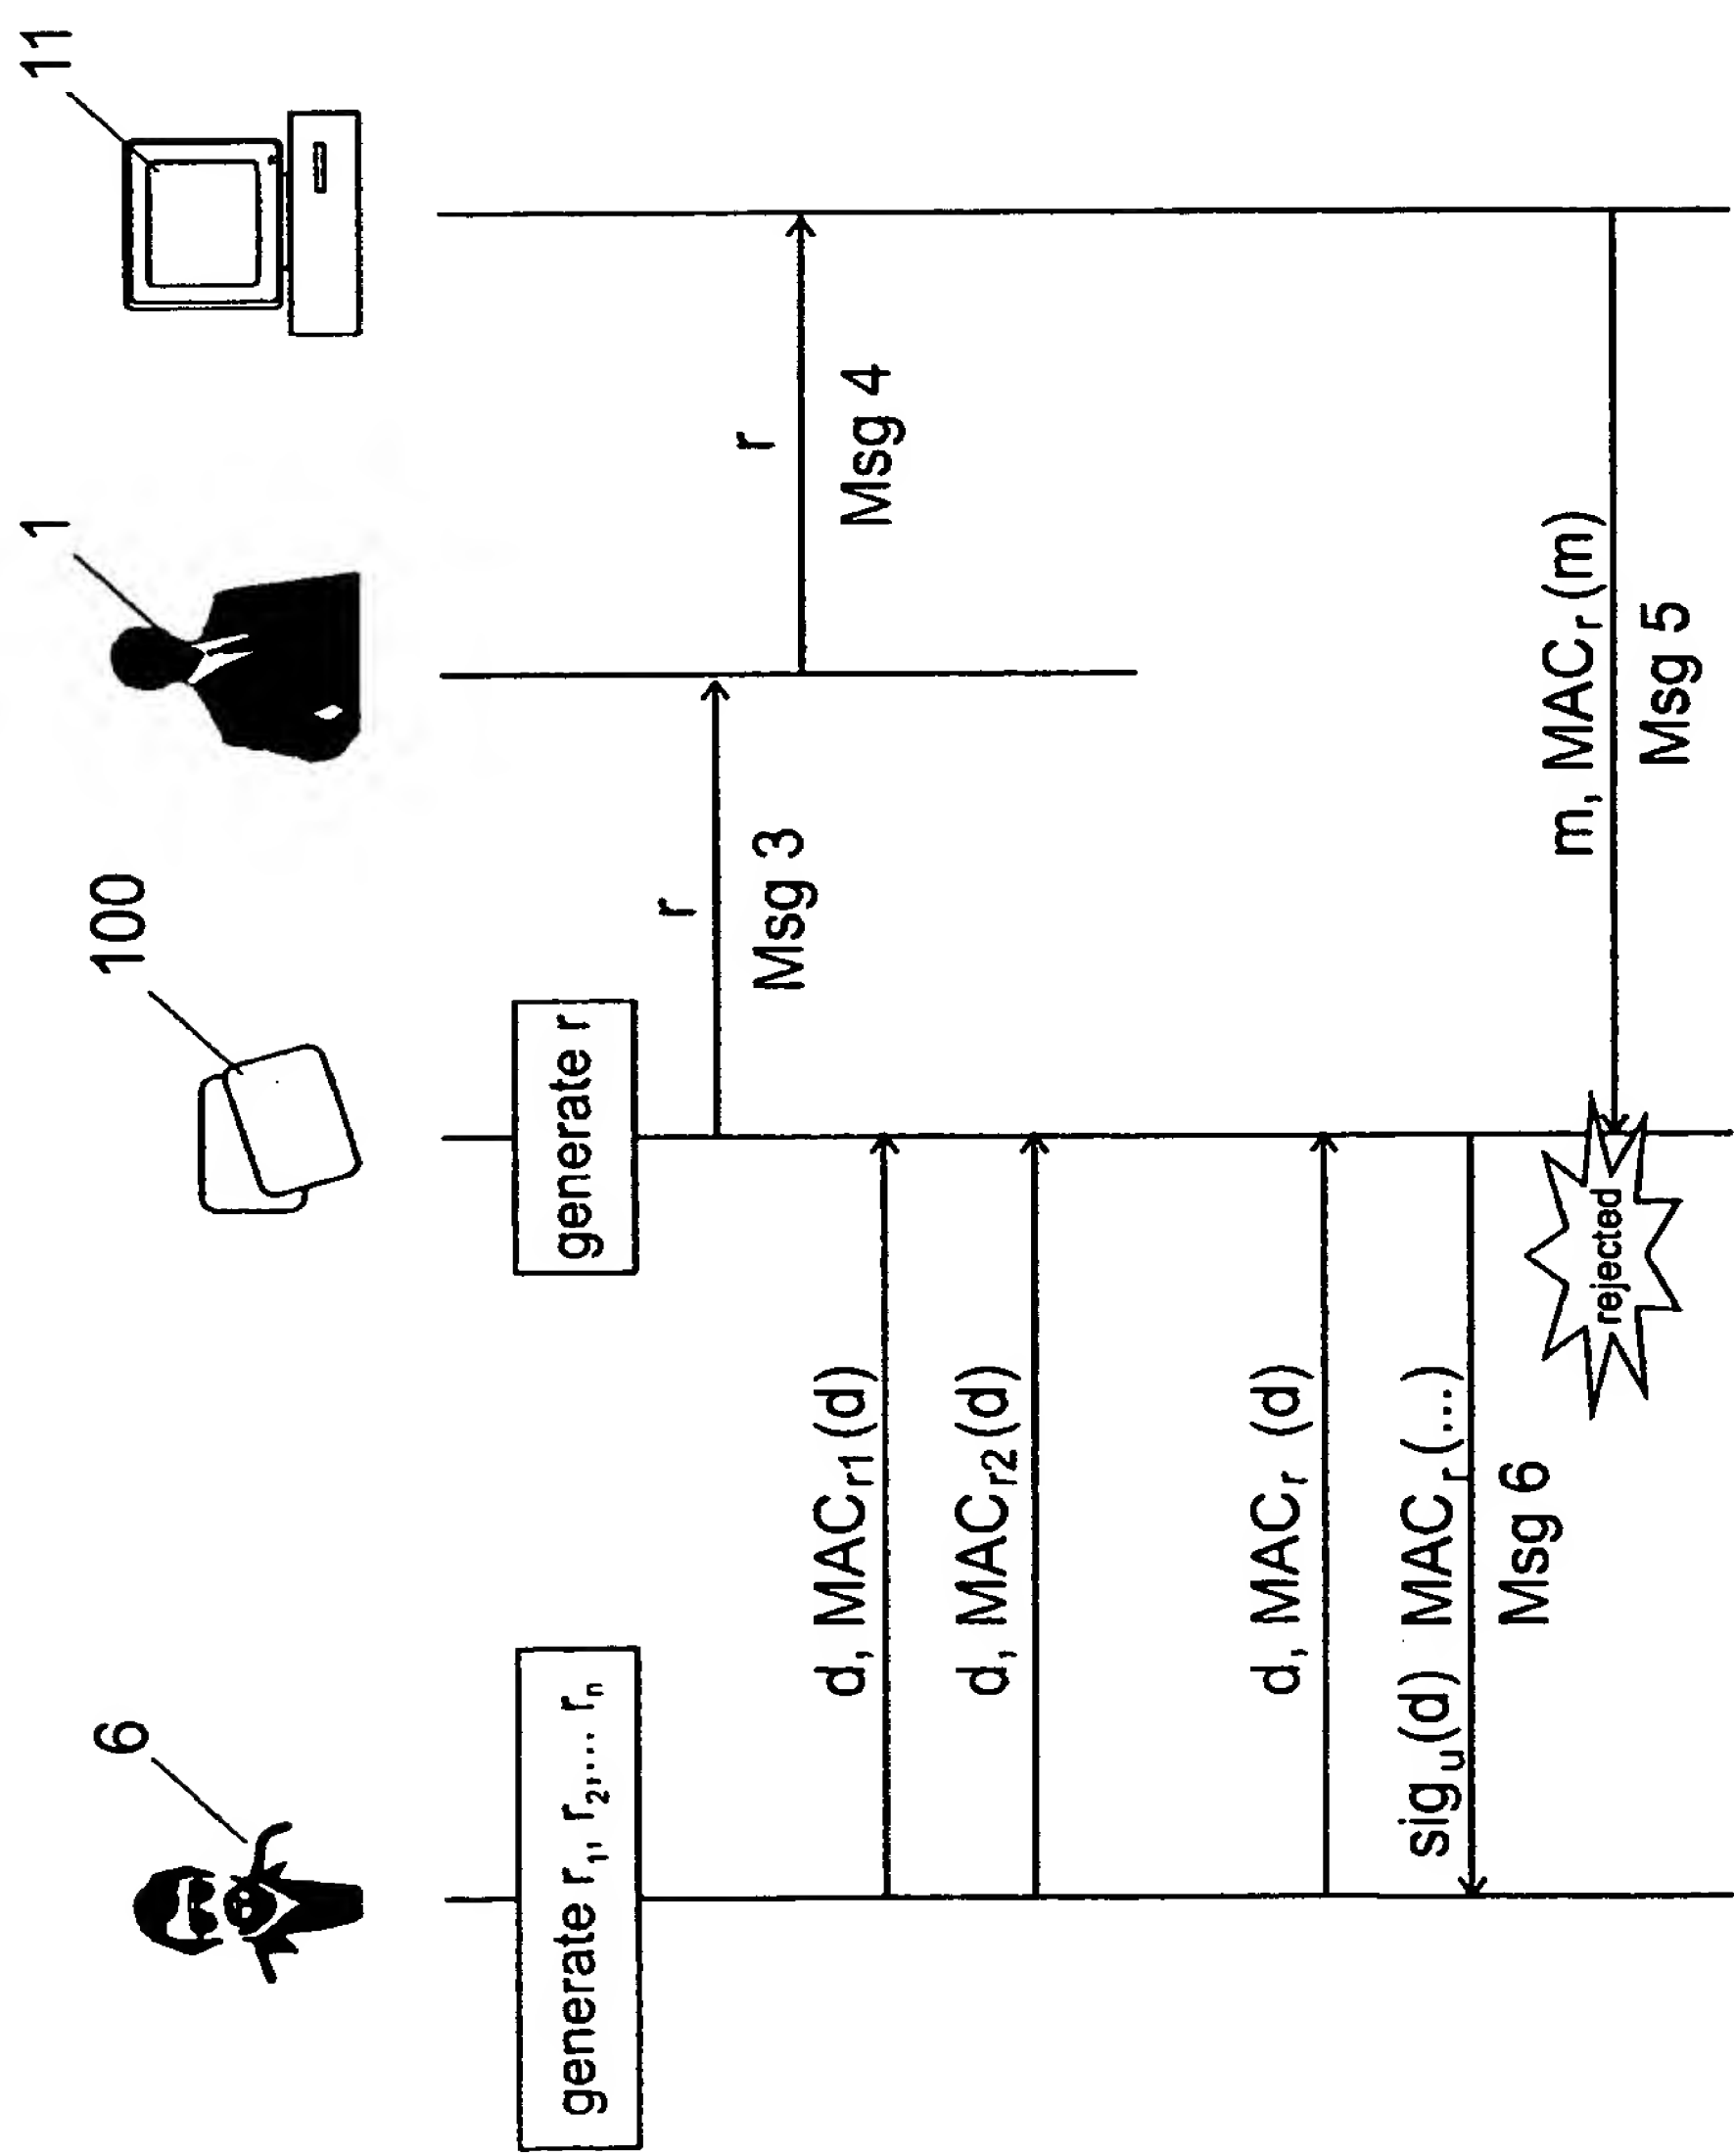 6
100
1
11
generate r₁, r₂,... rₙ
generate r
r
Msg 3
r
Msg 4
d, MACᵣ₁(d)
d, MACᵣ₂(d)
d, MACᵣ (d)
sigᵤ(d) MACᵣ(...)
Msg 6
m, MACᵣ(m)
Msg 5
rejected